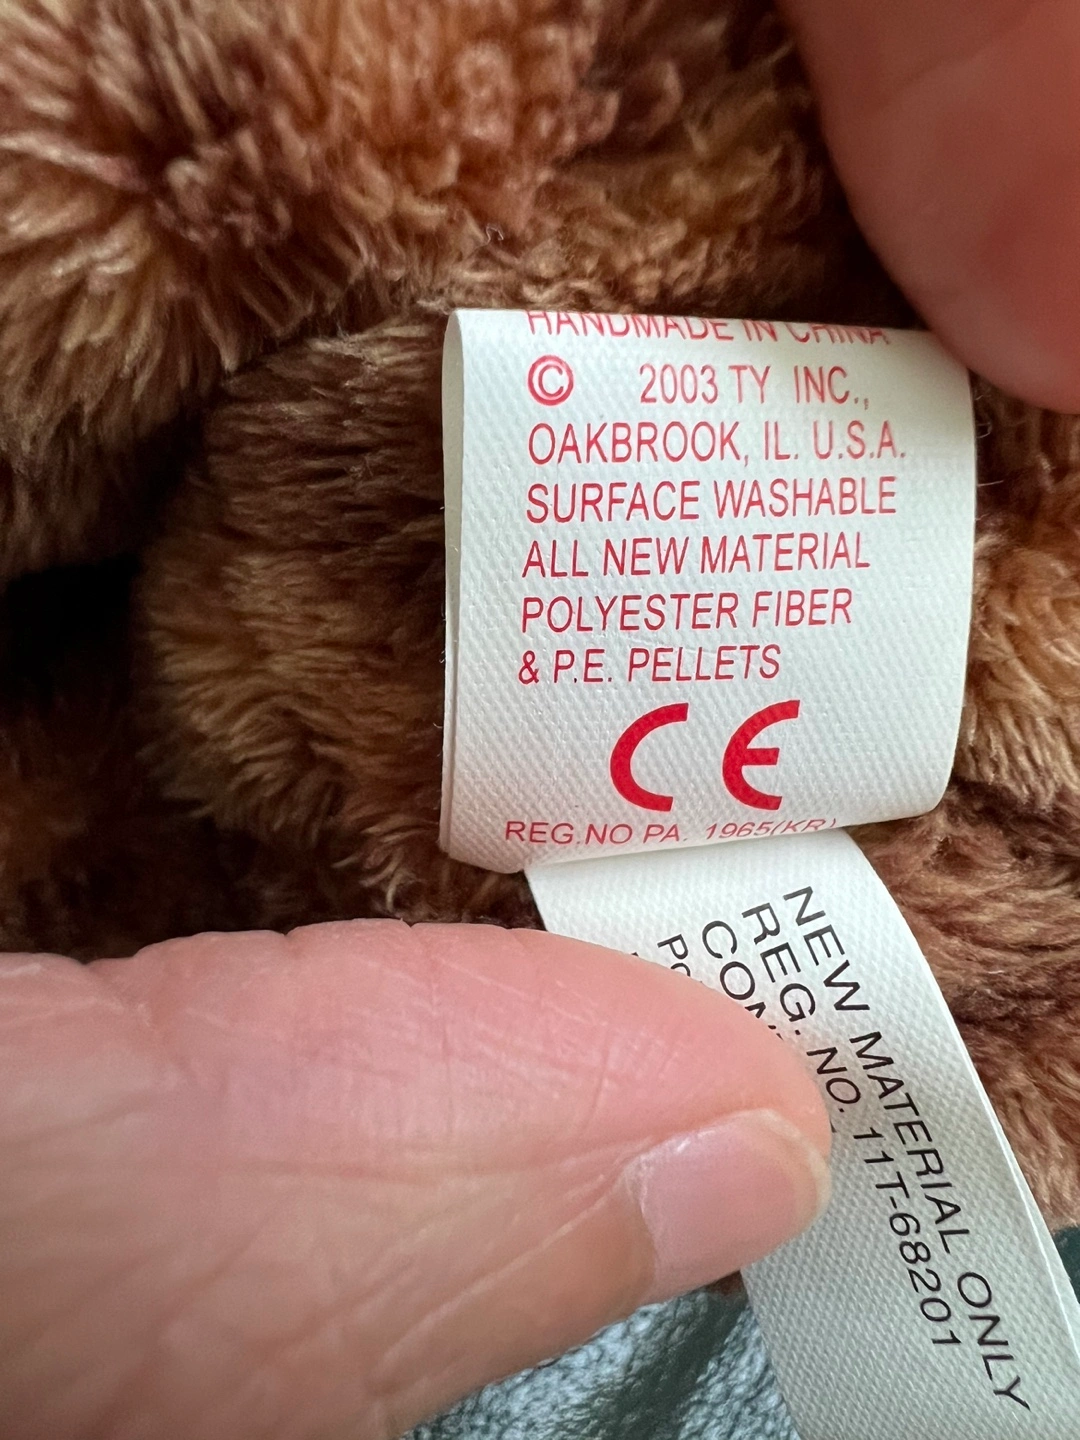 HANDMADE IN CHINA
© 2003 TY INC.,
OAKBROOK, IL. U.S.A.
SURFACE WASHABLE
ALL NEW MATERIAL
POLYESTER FIBER
& P.E. PELLETS
CE
REG.NO PA. 1965(KR)
NEW MATERIAL ONLY
REG. NO. 11T-68201